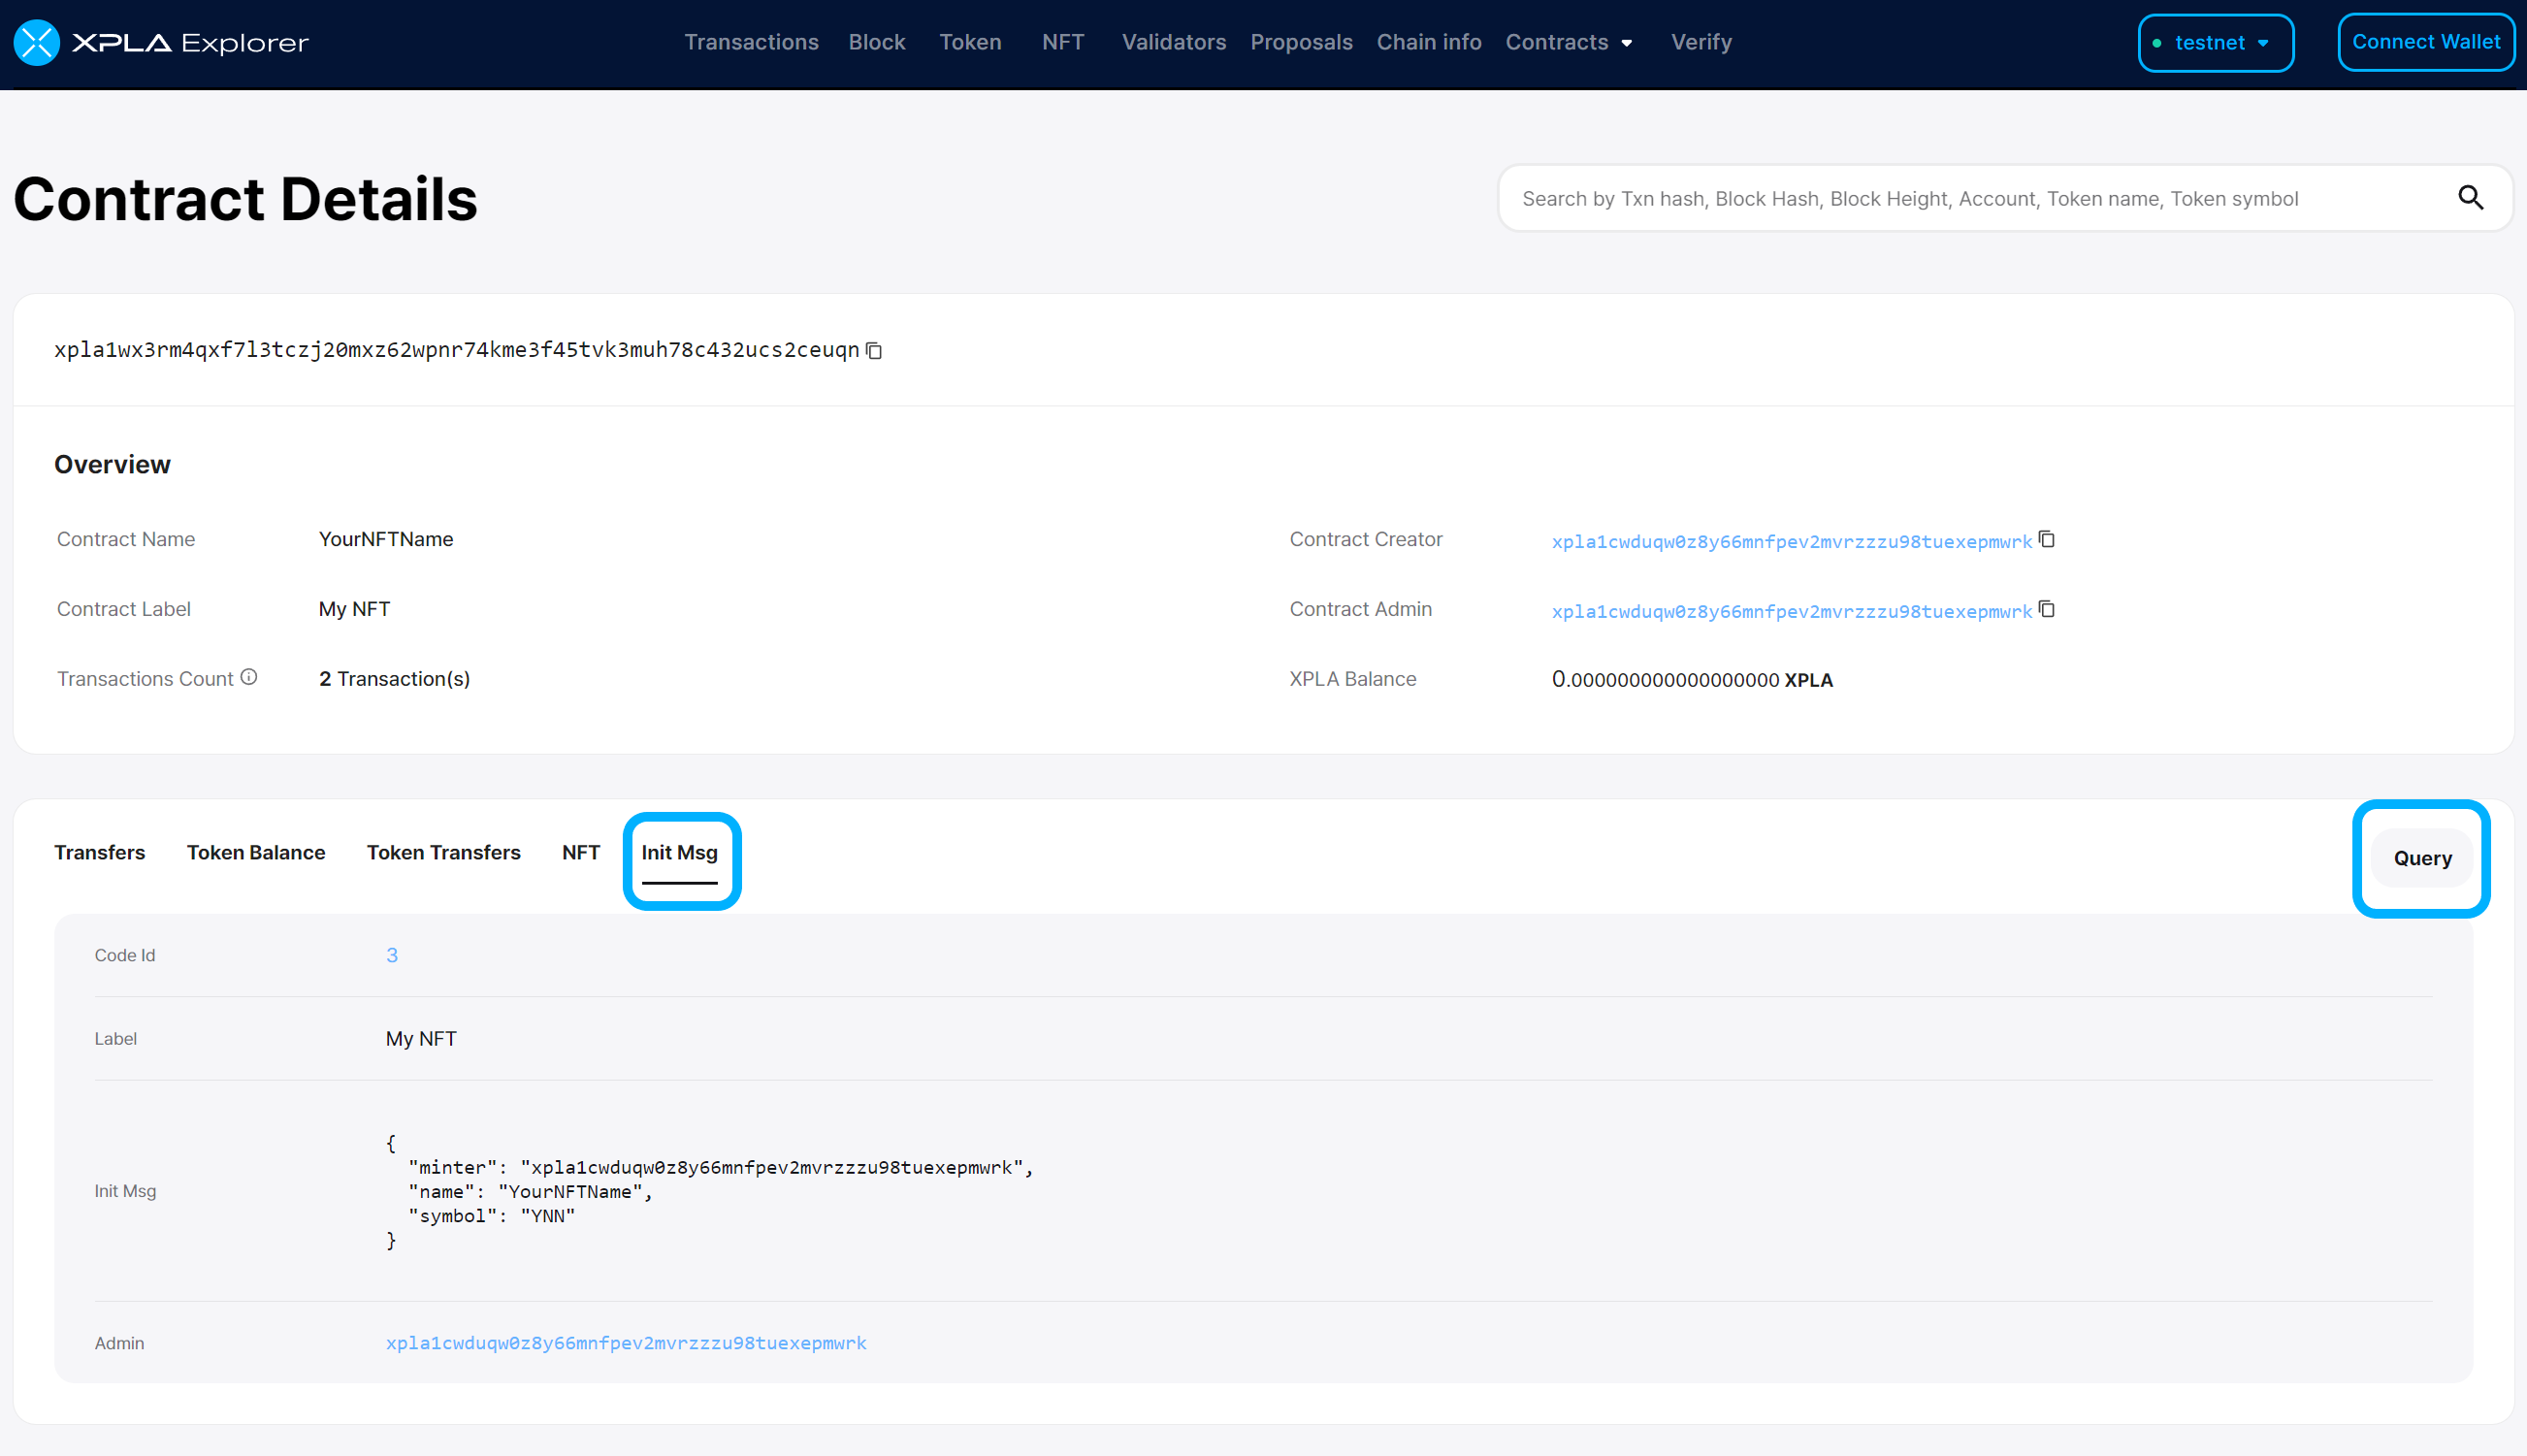 XPLA Explorer
Transactions Block Token NFT Validators Proposals Chain info Contracts Verify
testnet
Connect Wallet
Contract Details
Search by Txn hash, Block Hash, Block Height, Account, Token name, Token symbol
xpla1wx3rm4qxf7l3tczj20mxz62wpnr74kme3f45tvk3muh78c432ucs2ceuqn
Overview
Contract Name YourNFTName
Contract Creator xpla1cwduqw0z8y66mnfpev2mvrzzzu98tuexepmwrk
Contract Label My NFT
Contract Admin xpla1cwduqw0z8y66mnfpev2mvrzzzu98tuexepmwrk
Transactions Count 2 Transaction(s)
XPLA Balance 0.000000000000000000 XPLA
Transfers Token Balance Token Transfers NFT Init Msg
Query
Code Id 3
Label My NFT
Init Msg
{
"minter": "xpla1cwduqw0z8y66mnfpev2mvrzzzu98tuexepmwrk",
"name": "YourNFTName",
"symbol": "YNN"
}
Admin xpla1cwduqw0z8y66mnfpev2mvrzzzu98tuexepmwrk